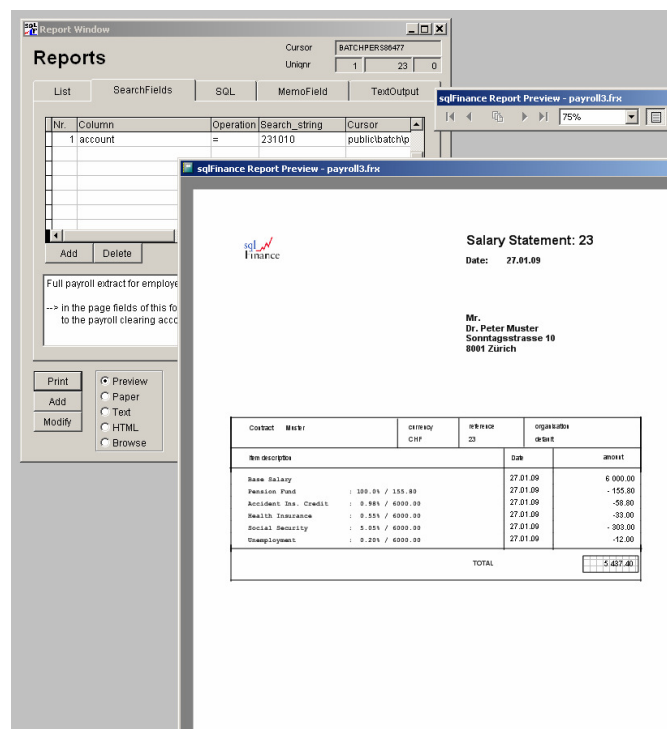 Report Window
Reports
Cursor BATCHPERS86477
Uniqnr 1 23 0
List SearchFields SQL MemoField TextOutput
Nr. Column Operation Search_string Cursor
1 account = 231010 public\batch\p
Add Delete
Full payroll extract for employe
--> in the page fields of this fo
to the payroll clearing acco
Print
Add
Modify
Preview
Paper
Text
HTML
Browse
sqlFinance Report Preview - payroll3.frx
75%
sqlFinance Report Preview - payroll3.frx
sql
Finance
Salary Statement: 23
Date: 27.01.09
Mr.
Dr. Peter Muster
Sonntagsstrasse 10
8001 Zürich
Contract Muster currency reference organisation
CHF 23 default
Item description Date amount
Base Salary 27.01.09 6 000.00
Pension Fund : 100.0% / 155.80 27.01.09 - 155.80
Accident Ins. Credit : 0.98% / 6000.00 27.01.09 -58.80
Health Insurance : 0.55% / 6000.00 27.01.09 -33.00
Social Security : 5.05% / 6000.00 27.01.09 - 303.00
Unemployment : 0.20% / 6000.00 27.01.09 -12.00
TOTAL 5 437.40